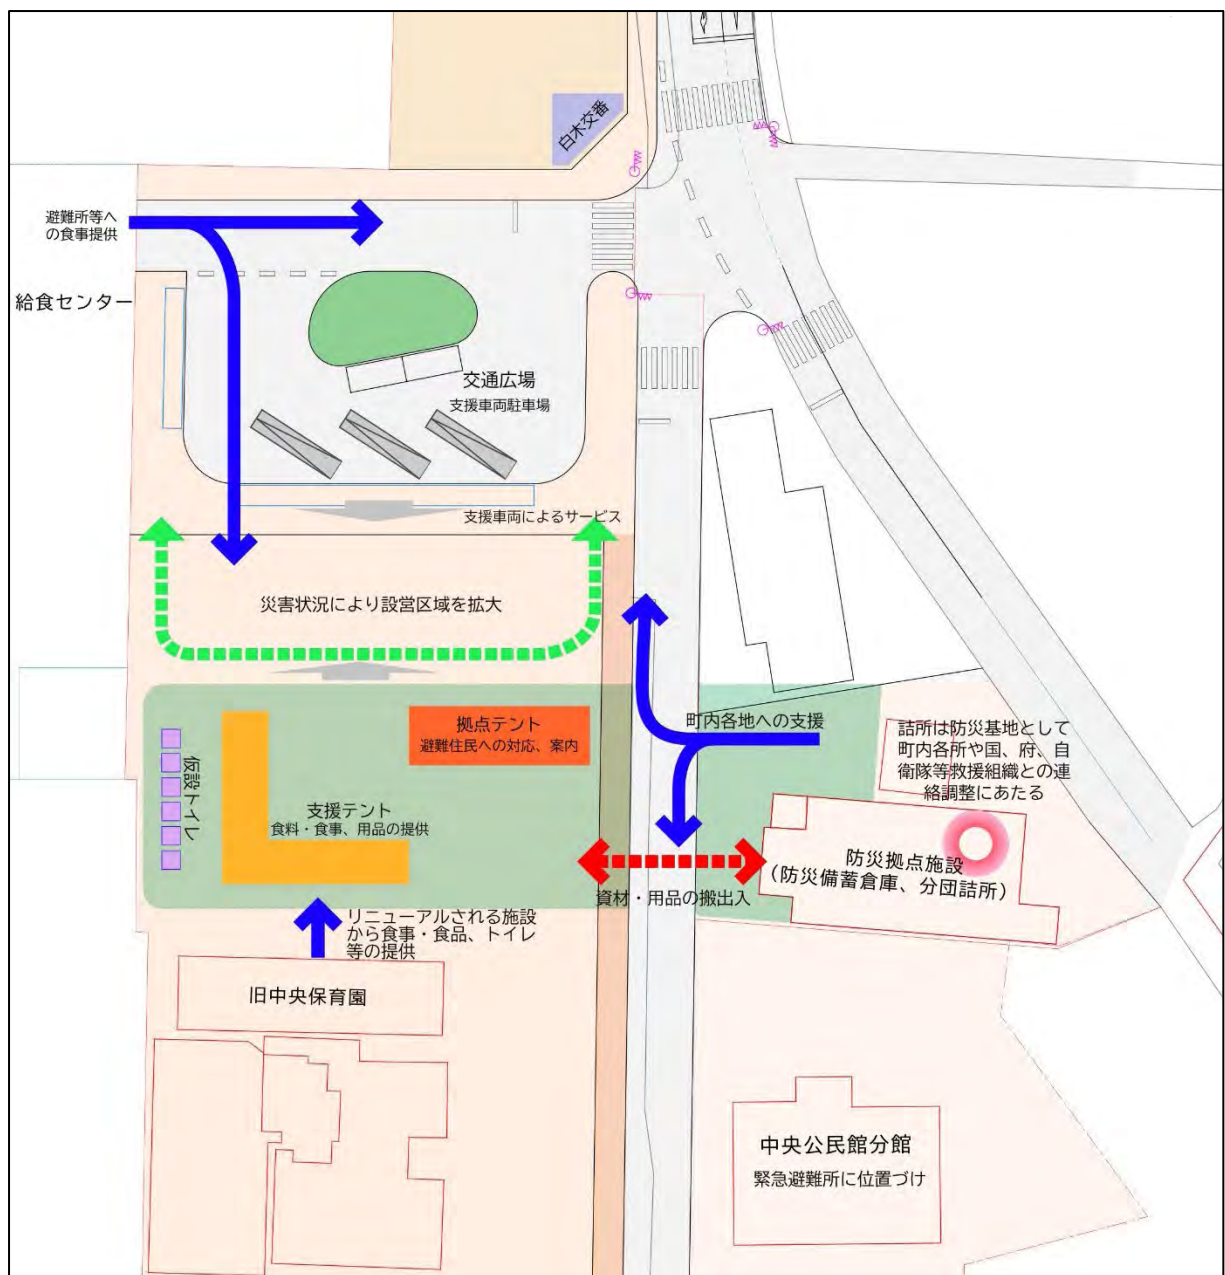 白木交番
避難所等へ
の食事提供
給食センター
交通広場
支援車両駐車場
支援車両によるサービス
災害状況により設営区域を拡大
拠点テント
避難住民への対応、案内
町内各地への支援
詰所は防災基地として
町内各所や国、府、自
衛隊等救援組織との連
絡調整にあたる
仮設トイレ
支援テント
食料・食事、用品の提供
防災拠点施設
（防災備蓄倉庫、分団詰所）
資材・用品の搬出入
リニューアルされる施設
から食事・食品、トイレ
等の提供
旧中央保育園
中央公民館分館
緊急避難所に位置づけ